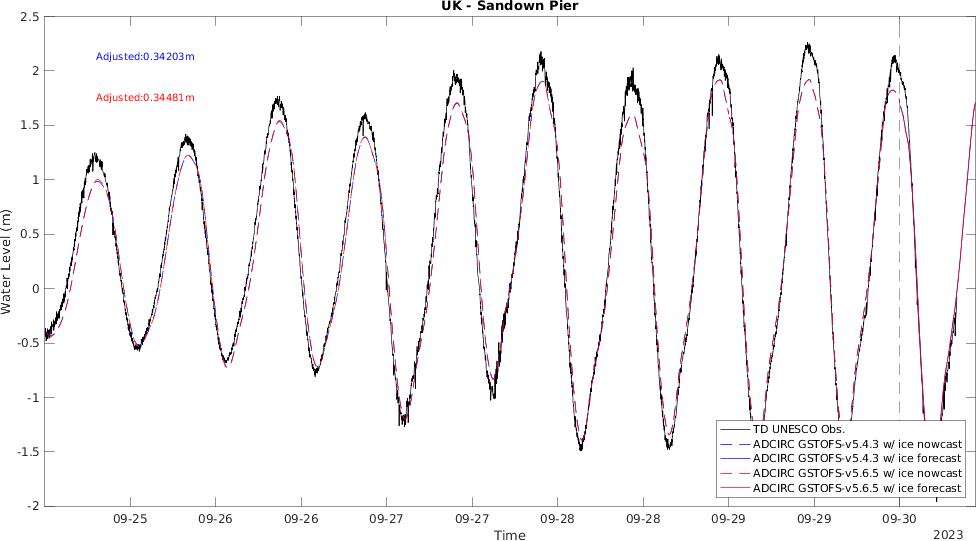 UK - Sandown Pier
2.5
2
1.5
1
0.5
0
-0.5
-1
-1.5
-2
Water Level (m)
Adjusted:0.34203m
Adjusted:0.34481m
TD UNESCO Obs.
ADCIRC GSTOFS-v5.4.3 w/ ice nowcast
ADCIRC GSTOFS-v5.4.3 w/ ice forecast
ADCIRC GSTOFS-v5.6.5 w/ ice nowcast
ADCIRC GSTOFS-v5.6.5 w/ ice forecast
09-25 09-26 09-26 09-27 09-27 09-28 09-28 09-29 09-29 09-30
Time
2023